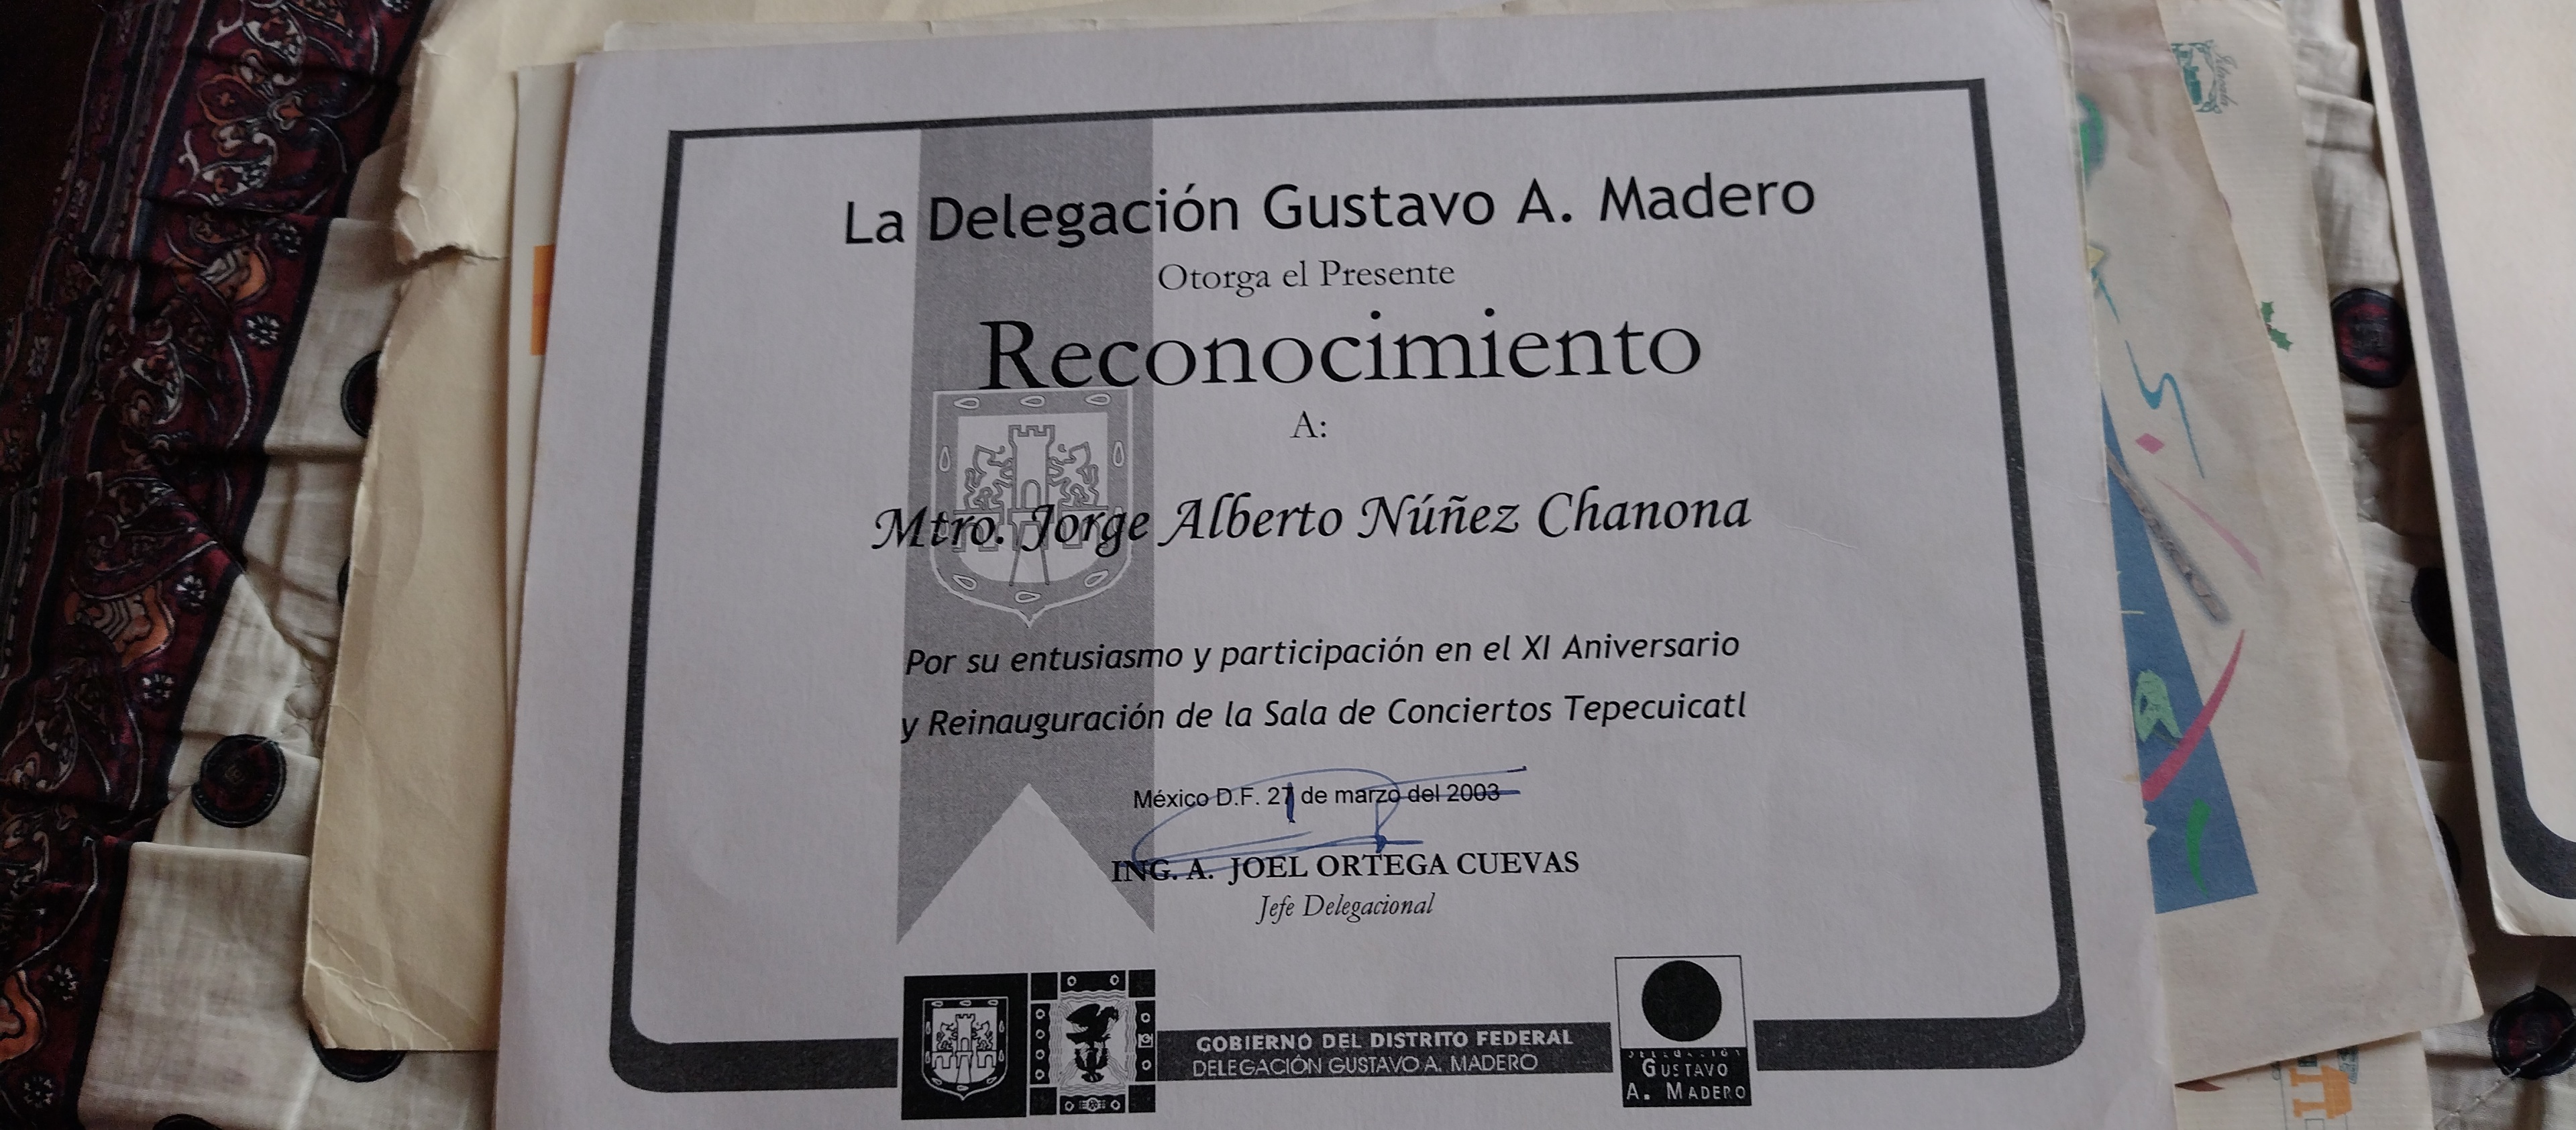 La Delegación Gustavo A. Madero
Otorga el Presente
Reconocimiento
A:
Mtro. Jorge Alberto Núñez Chanona
Por su entusiasmo y participación en el XI Aniversario
y Reinauguración de la Sala de Conciertos Tepecuicatl
México D.F. 27 de marzo del 2003
ING. A. JOEL ORTEGA CUEVAS
Jefe Delegacional
GOBIERNO DEL DISTRITO FEDERAL
DELEGACIÓN GUSTAVO A. MADERO
DELEGACIÓN
GUSTAVO
A. MADERO